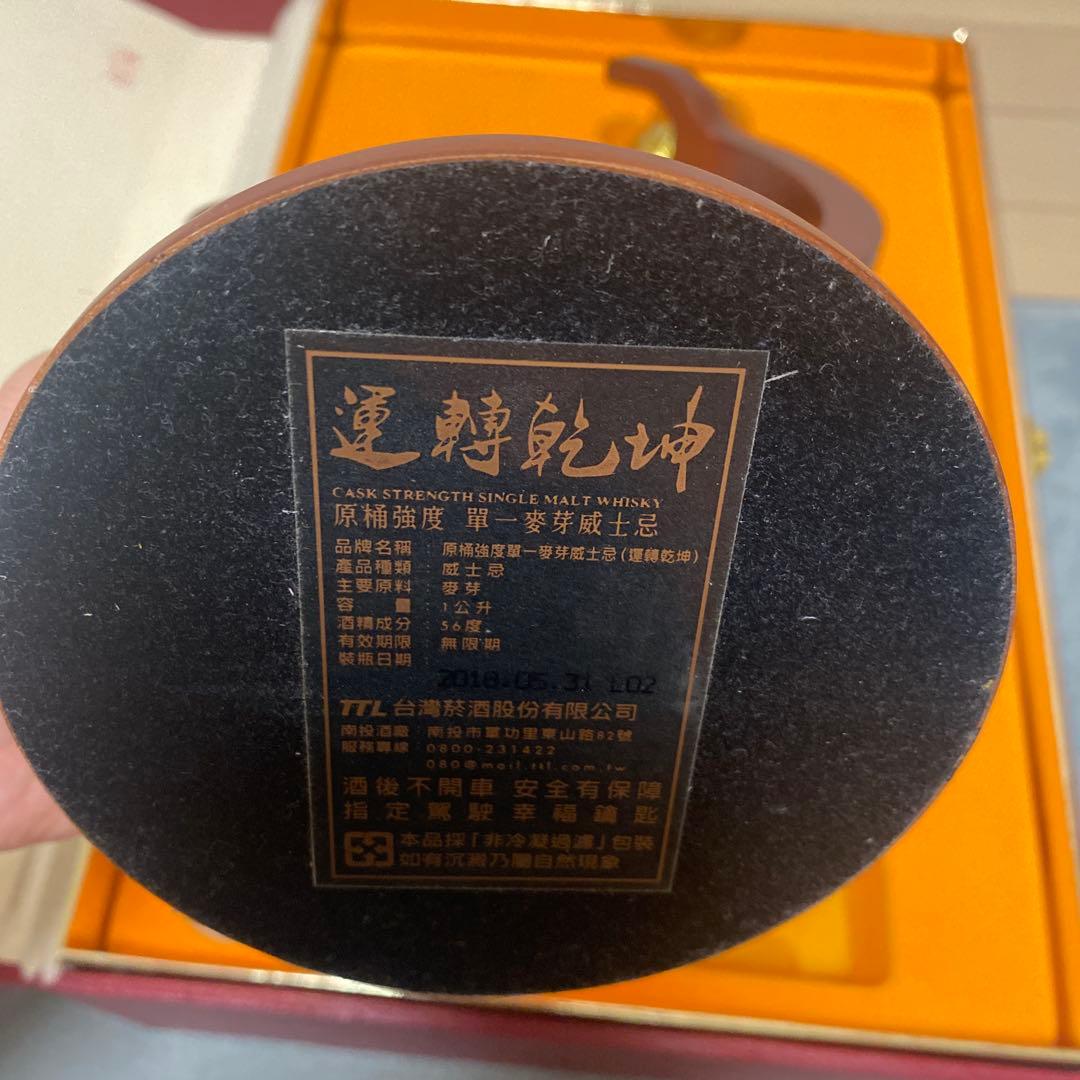 運轉乾坤
CASK STRENGTH SINGLE MALT WHISKY
原桶強度 單一麥芽威士忌
品牌名稱：原桶強度單一麥芽威士忌(運轉乾坤)
產品種類：威士忌
主要原料：麥芽
容 量：1公升
酒精成分：56度
有效期限：無限期
裝瓶日期：
2018.05.31 L02
TTL 台灣菸酒股份有限公司
南投酒廠：南投市軍功里東山路82號
服務專線：0800-231422
080@mail.ttl.com.tw
酒後不開車 安全有保障
指定駕駛 幸福鑰匙
本品採「非冷凝過濾」包裝
如有沉澱乃屬自然現象